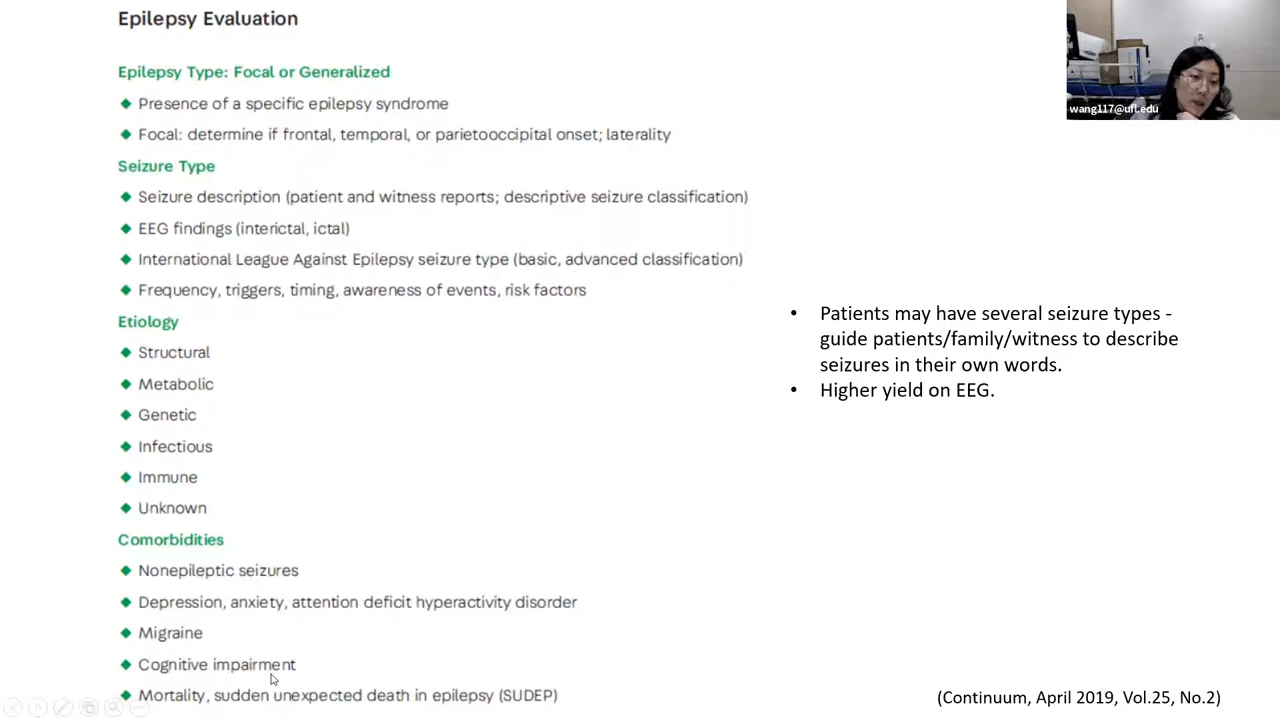 Epilepsy Evaluation
Epilepsy Type: Focal or Generalized
Presence of a specific epilepsy syndrome
Focal: determine if frontal, temporal, or parietooccipital onset; laterality
Seizure Type
Seizure description (patient and witness reports; descriptive seizure classification)
EEG findings (interictal, ictal)
International League Against Epilepsy seizure type (basic, advanced classification)
Frequency, triggers, timing, awareness of events, risk factors
Etiology
Structural
Metabolic
Genetic
Infectious
Immune
Unknown
Comorbidities
Nonepileptic seizures
Depression, anxiety, attention deficit hyperactivity disorder
Migraine
Cognitive impairment
Mortality, sudden unexpected death in epilepsy (SUDEP)
• Patients may have several seizure types -
guide patients/family/witness to describe
seizures in their own words.
• Higher yield on EEG.
(Continuum, April 2019, Vol.25, No.2)
wang117@ufl.edu